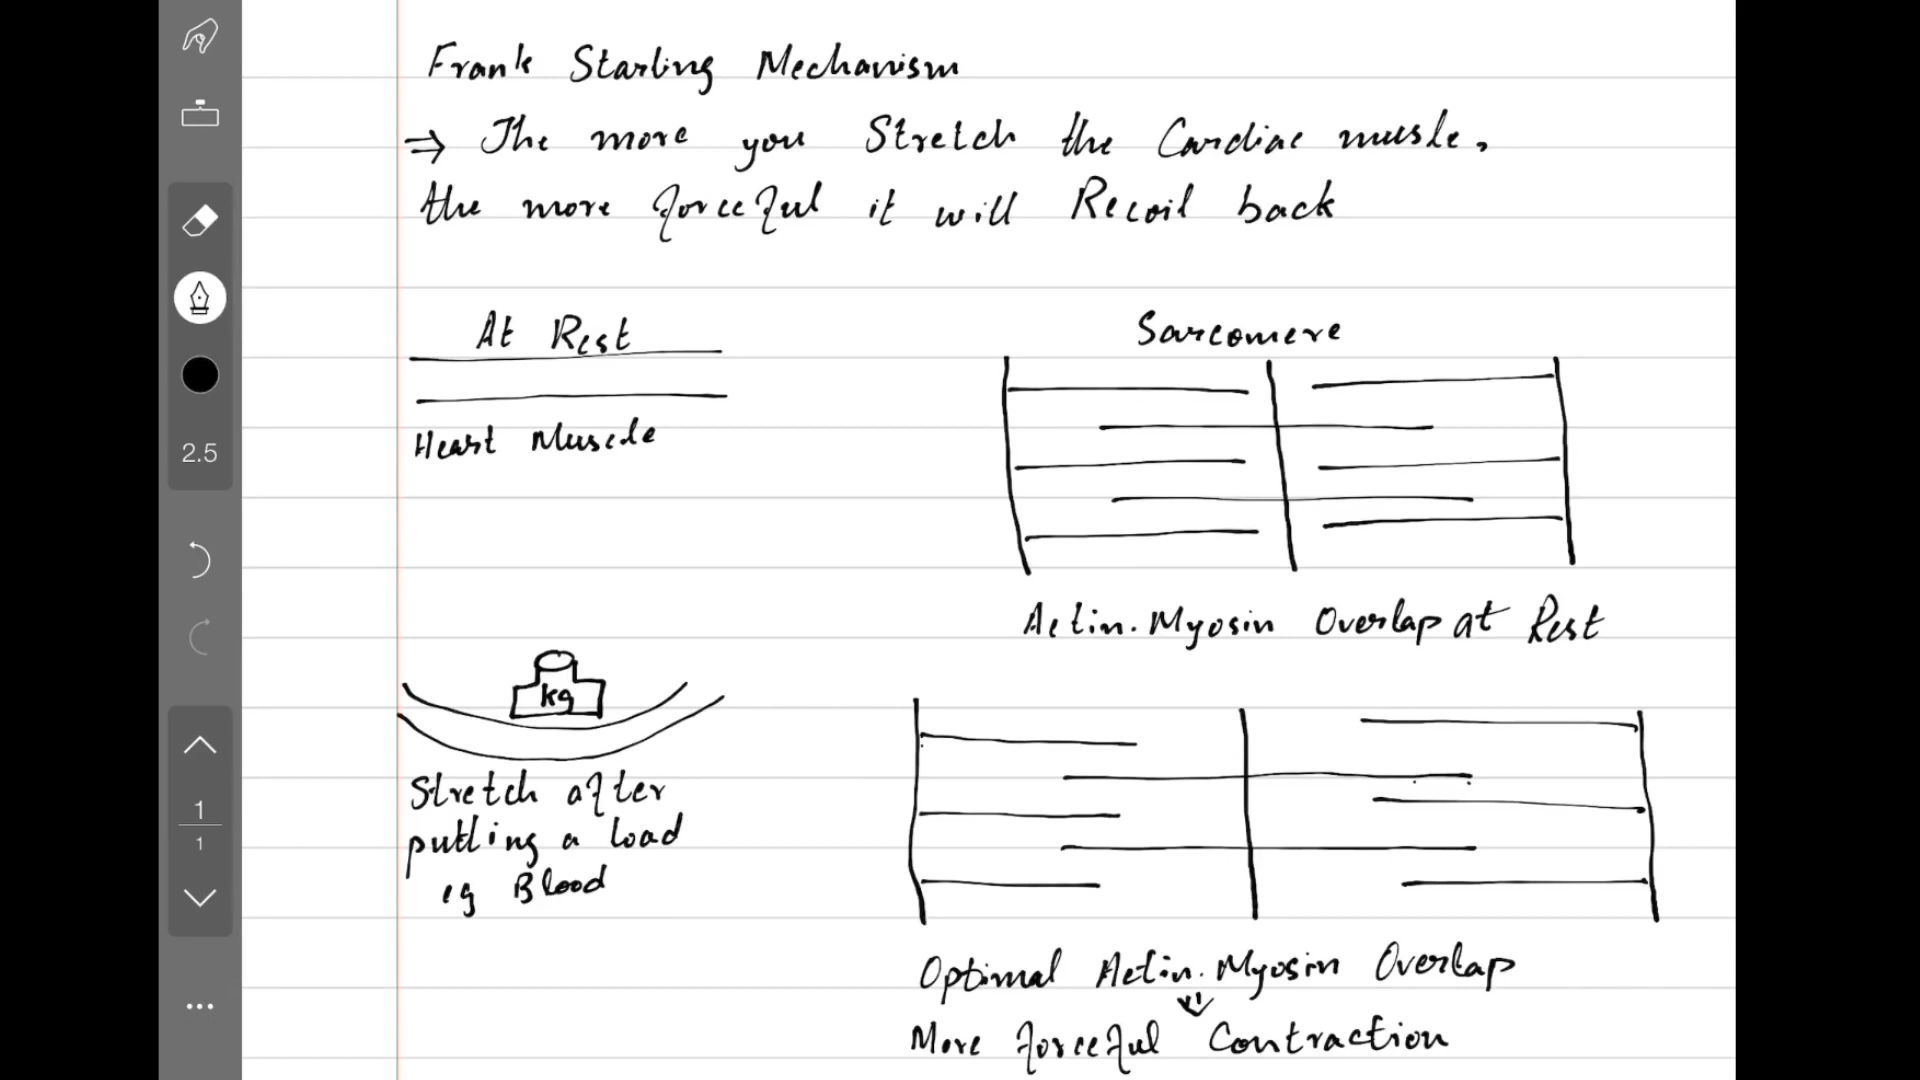 Frank Starling Mechanism
⇒ The more you Stretch the Cardiac musle,
the more forceful it will Recoil back
At Rest
Heart Muscle
Sarcomere
Actin.Myosin Overlap at Rest
kg
Stretch after
putting a load
eg Blood
Optimal Actin.Myosin Overlap
More forceful Contraction
2.5
1
1